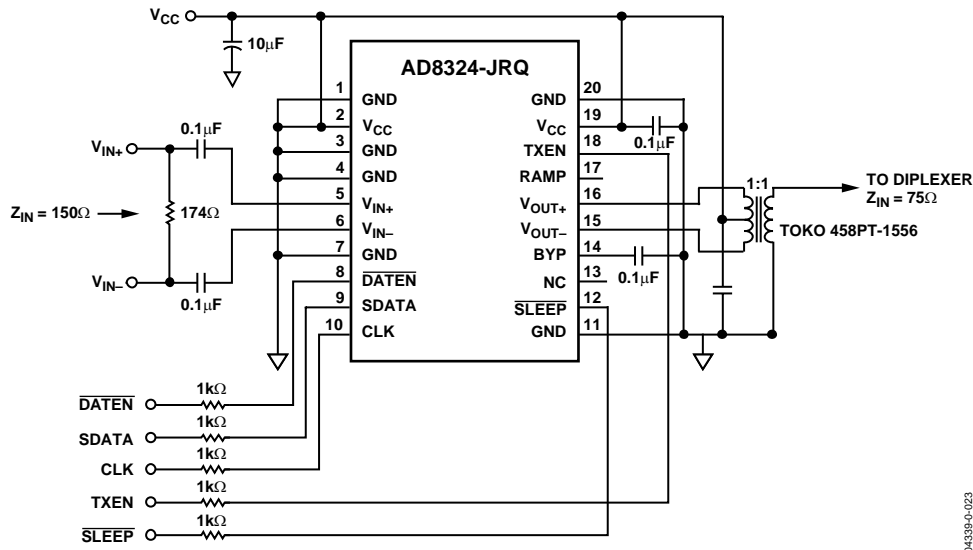 VCC
10µF
AD8324-JRQ
1 GND
2 VCC
3 GND
4 GND
5 VIN+
6 VIN–
7 GND
8 DATEN
9 SDATA
10 CLK
20 GND
19 VCC
18 TXEN
17 RAMP
16 VOUT+
15 VOUT–
14 BYP
13 NC
12 SLEEP
11 GND
0.1µF
VIN+
ZIN = 150Ω
174Ω
VIN–
0.1µF
0.1µF
0.1µF
1:1
TO DIPLEXER
ZIN = 75Ω
TOKO 458PT-1556
1kΩ
DATEN
1kΩ
SDATA
1kΩ
CLK
1kΩ
TXEN
1kΩ
SLEEP
04339-0-023